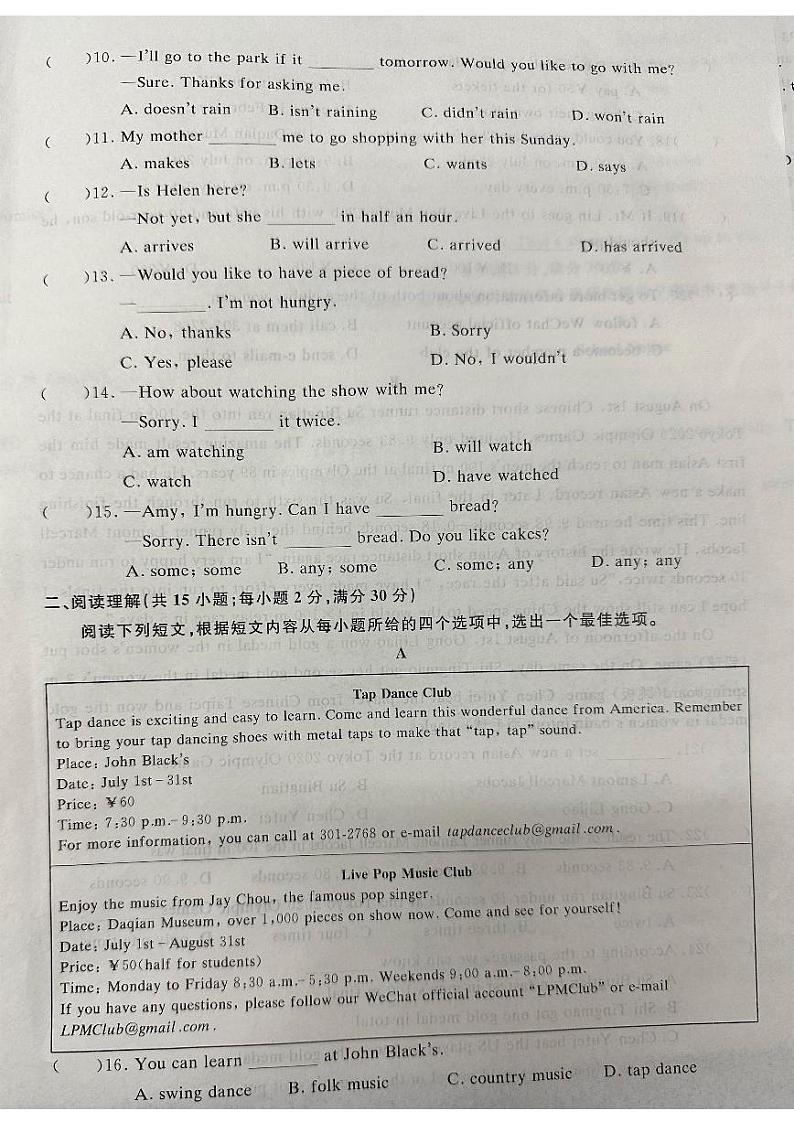 ( )10. —I'll go to the park if it ________ tomorrow. Would you like to go with me?
—Sure. Thanks for asking me.
A. doesn't rain B. isn't raining C. didn't rain D. won't rain
( )11. My mother ________ me to go shopping with her this Sunday.
A. makes B. lets C. wants D. says
( )12. —Is Helen here?
—Not yet, but she ________ in half an hour.
A. arrives B. will arrive C. arrived D. has arrived
( )13. —Would you like to have a piece of bread?
—________. I'm not hungry.
A. No, thanks B. Sorry
C. Yes, please D. No, I wouldn't
( )14. —How about watching the show with me?
—Sorry. I ________ it twice.
A. am watching B. will watch
C. watch D. have watched
( )15. —Amy, I'm hungry. Can I have ________ bread?
—Sorry. There isn't ________ bread. Do you like cakes?
A. some; some B. any; some C. some; any D. any; any
二、阅读理解(共 15 小题;每小题 2 分,满分 30 分)
阅读下列短文,根据短文内容从每小题所给的四个选项中,选出一个最佳选项。
A
Tap Dance Club
Tap dance is exciting and easy to learn. Come and learn this wonderful dance from America. Remember
to bring your tap dancing shoes with metal taps to make that "tap, tap" sound.
Place: John Black's
Date: July 1st-31st
Price: ￥60
Time: 7:30 p.m.-9:30 p.m.
For more information, you can call at 301-2768 or e-mail tapdanceclub@gmail.com.
Live Pop Music Club
Enjoy the music from Jay Chou, the famous pop singer.
Place: Daqian Museum, over 1,000 pieces on show now. Come and see for yourself!
Date: July 1st-August 31st
Price: ￥50(half for students)
Time: Monday to Friday 8:30 a.m.-5:30 p.m. Weekends 9:00 a.m.-8:00 p.m.
If you have any questions, please follow our WeChat official account "LPMClub" or e-mail
LPMClub@gmail.com.
( )16. You can learn ________ at John Black's.
A. swing dance B. folk music C. country music D. tap dance